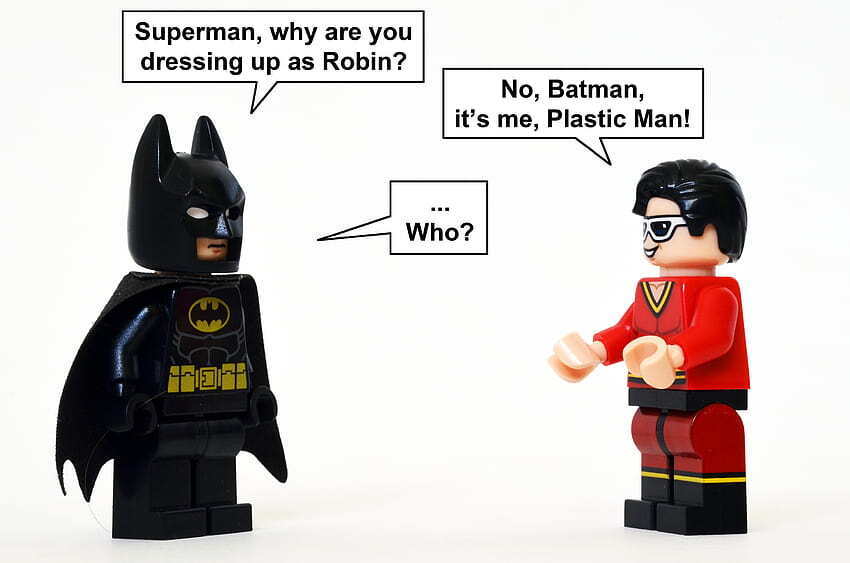 Superman, why are you
dressing up as Robin?
No, Batman,
it's me, Plastic Man!
...
Who?